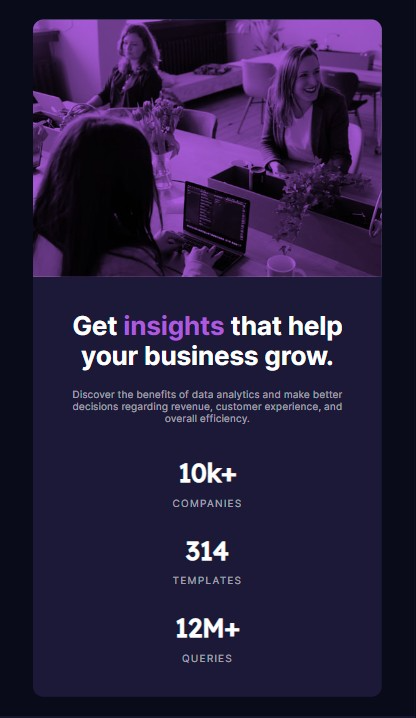 Get insights that help
your business grow.
Discover the benefits of data analytics and make better
decisions regarding revenue, customer experience, and
overall efficiency.
10k+
COMPANIES
314
TEMPLATES
12M+
QUERIES